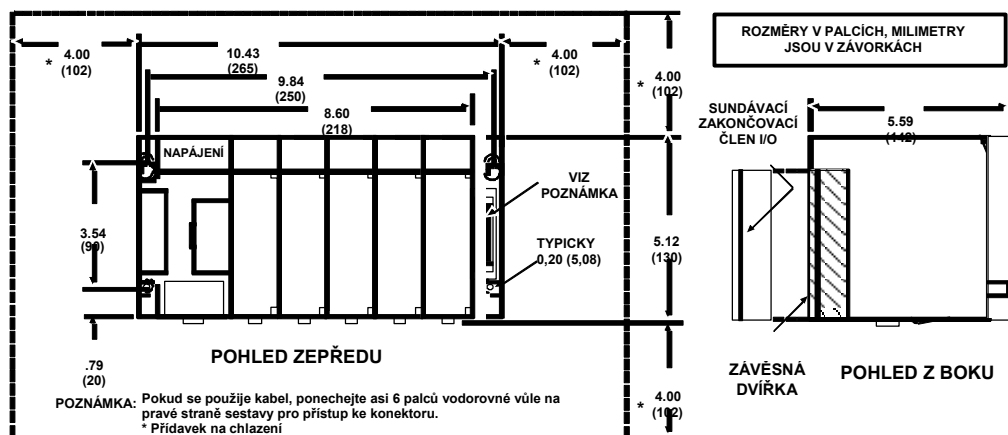 * 4.00
(102)
10.43
(265)
* 4.00
(102)
9.84
(250)
8.60
(218)
* 4.00
(102)
ROZMĚRY V PALCÍCH, MILIMETRY
JSOU V ZÁVORKÁCH
NAPÁJENÍ
SUNDÁVACÍ
ZAKONČOVACÍ
ČLEN I/O
5.59
(142)
VIZ
POZNÁMKA
3.54
(90)
TYPICKY
0,20 (5,08)
5.12
(130)
.79
(20)
POHLED ZEPŘEDU
ZÁVĚSNÁ
DVÍŘKA
POHLED Z BOKU
* 4.00
(102)
POZNÁMKA: Pokud se použije kabel, ponechejte asi 6 palců vodorovné vůle na
pravé straně sestavy pro přístup ke konektoru.
* Přídavek na chlazení